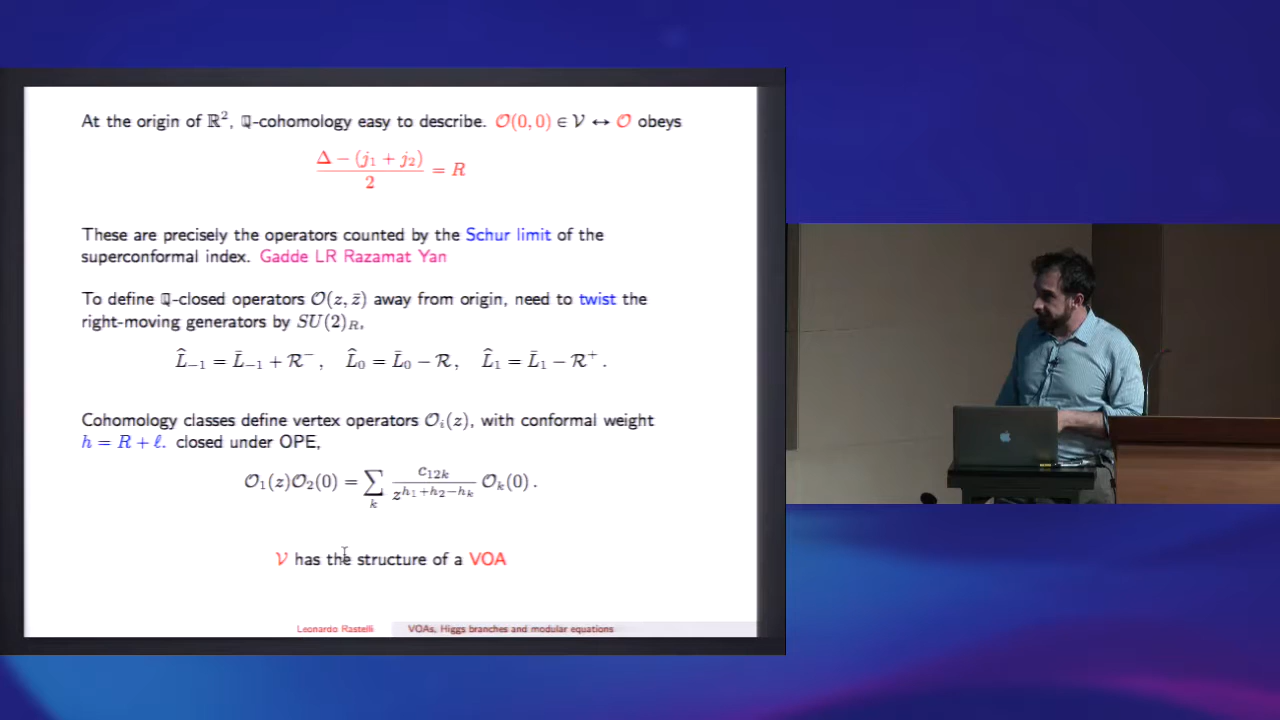 At the origin of ℝ², ℚ-cohomology easy to describe. 𝒪(0, 0) ∈ 𝒱 ↔ 𝒪 obeys
(Δ − (j₁ + j₂))/2 = R
These are precisely the operators counted by the Schur limit of the
superconformal index. Gadde LR Razamat Yan
To define ℚ-closed operators 𝒪(z, z̄) away from origin, need to twist the
right-moving generators by SU(2)_R,
L̂₋₁ = L̄₋₁ + ℛ⁻ , L̂₀ = L̄₀ − ℛ , L̂₁ = L̄₁ − ℛ⁺ .
Cohomology classes define vertex operators 𝒪ᵢ(z), with conformal weight
h = R + ℓ. closed under OPE,
𝒪₁(z)𝒪₂(0) = ∑_k c₁₂ₖ/z^{h₁+h₂−hₖ} 𝒪ₖ(0) .
𝒱 has the structure of a VOA
Leonardo Rastelli VOAs, Higgs branches and modular equations